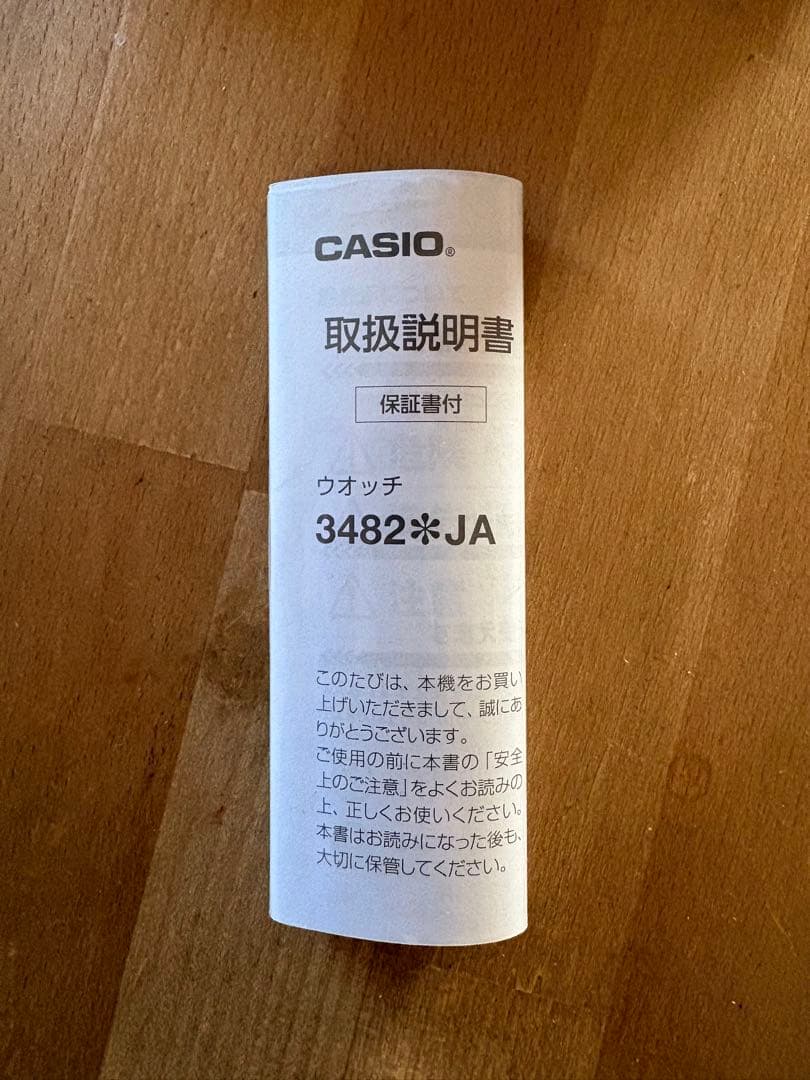 CASIO®
取扱説明書
保証書付
ウオッチ
3482✻JA
このたびは、本機をお買い
上げいただきまして、誠にあ
りがとうございます。
ご使用の前に本書の「安全
上のご注意」をよくお読みの
上、正しくお使いください。
本書はお読みになった後も、
大切に保管してください。